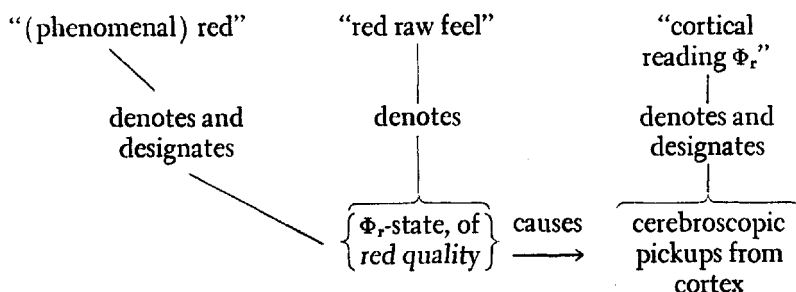 “(phenomenal) red” “red raw feel” “cortical
reading Φr”
denotes and denotes denotes and
designates designates
Φr-state, of causes cerebroscopic
red quality pickups from
cortex